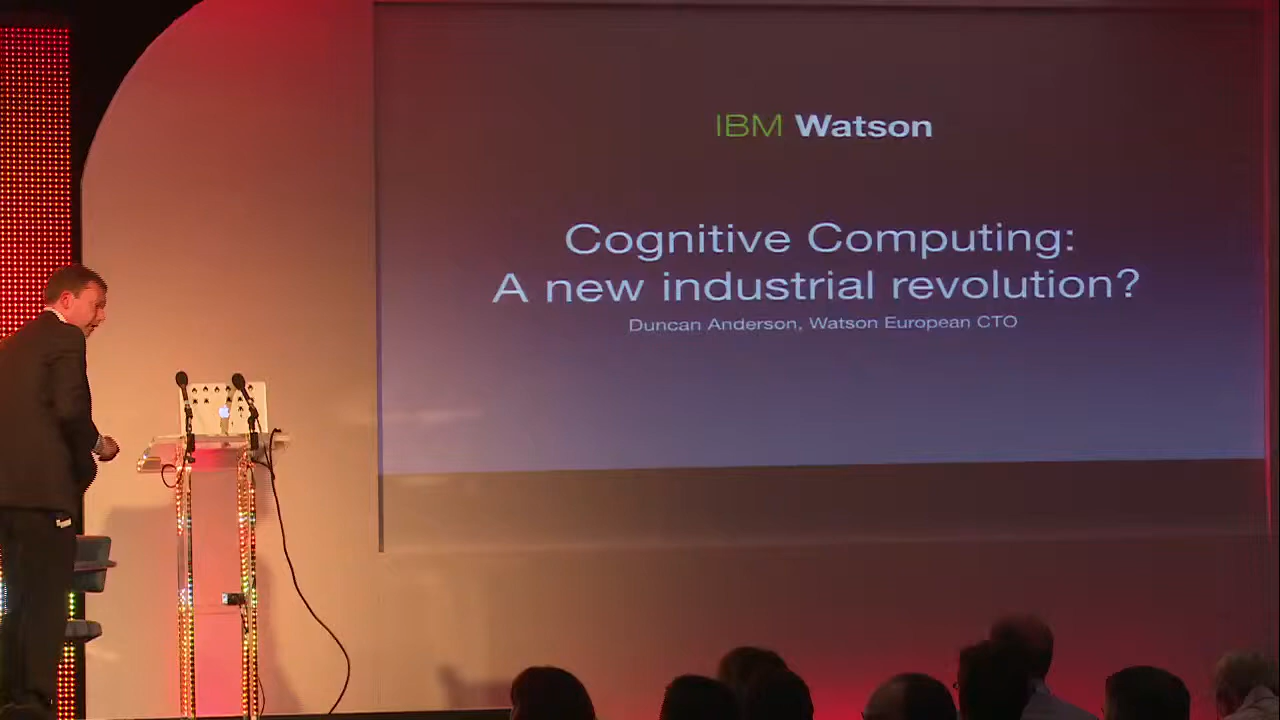 IBM Watson
Cognitive Computing:
A new industrial revolution?
Duncan Anderson, Watson European CTO